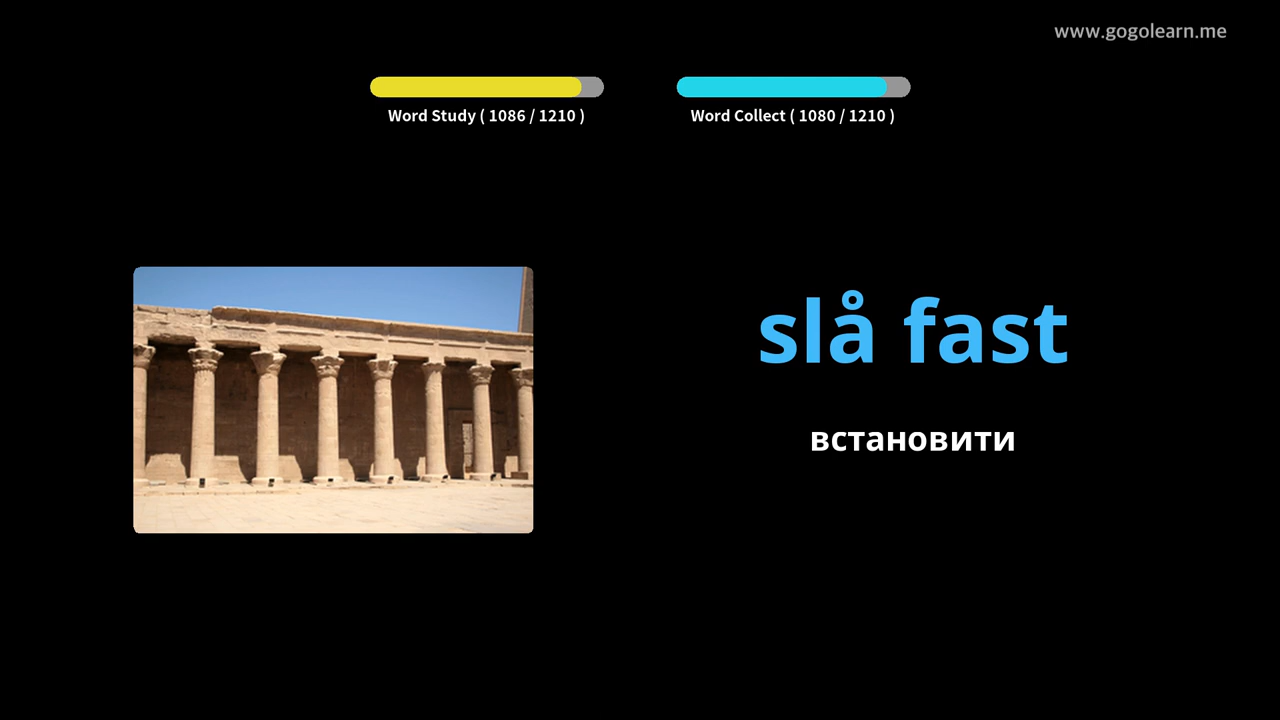 www.gogolearn.me
Word Study ( 1086 / 1210 )
Word Collect ( 1080 / 1210 )
slå fast
встановити